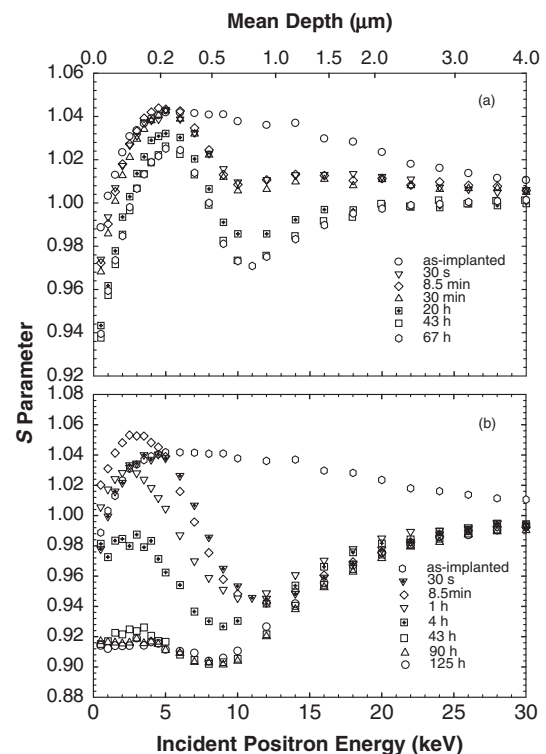 Mean Depth (μm)
0.0 0.2 0.5 1.0 2.0 3.0 4.0
1.06
1.04
1.02
1.00
0.98
0.96
0.94
0.92
(a)
as-implanted
30 s
8.5 min
30 min
20 h
43 h
67 h
S Parameter
1.08
1.06
1.04
1.02
1.00
0.98
0.96
0.94
0.92
0.90
0.88
(b)
as-implanted
30 s
8.5min
1 h
4 h
43 h
90 h
125 h
0 5 10 15 20 25 30
Incident Positron Energy (keV)